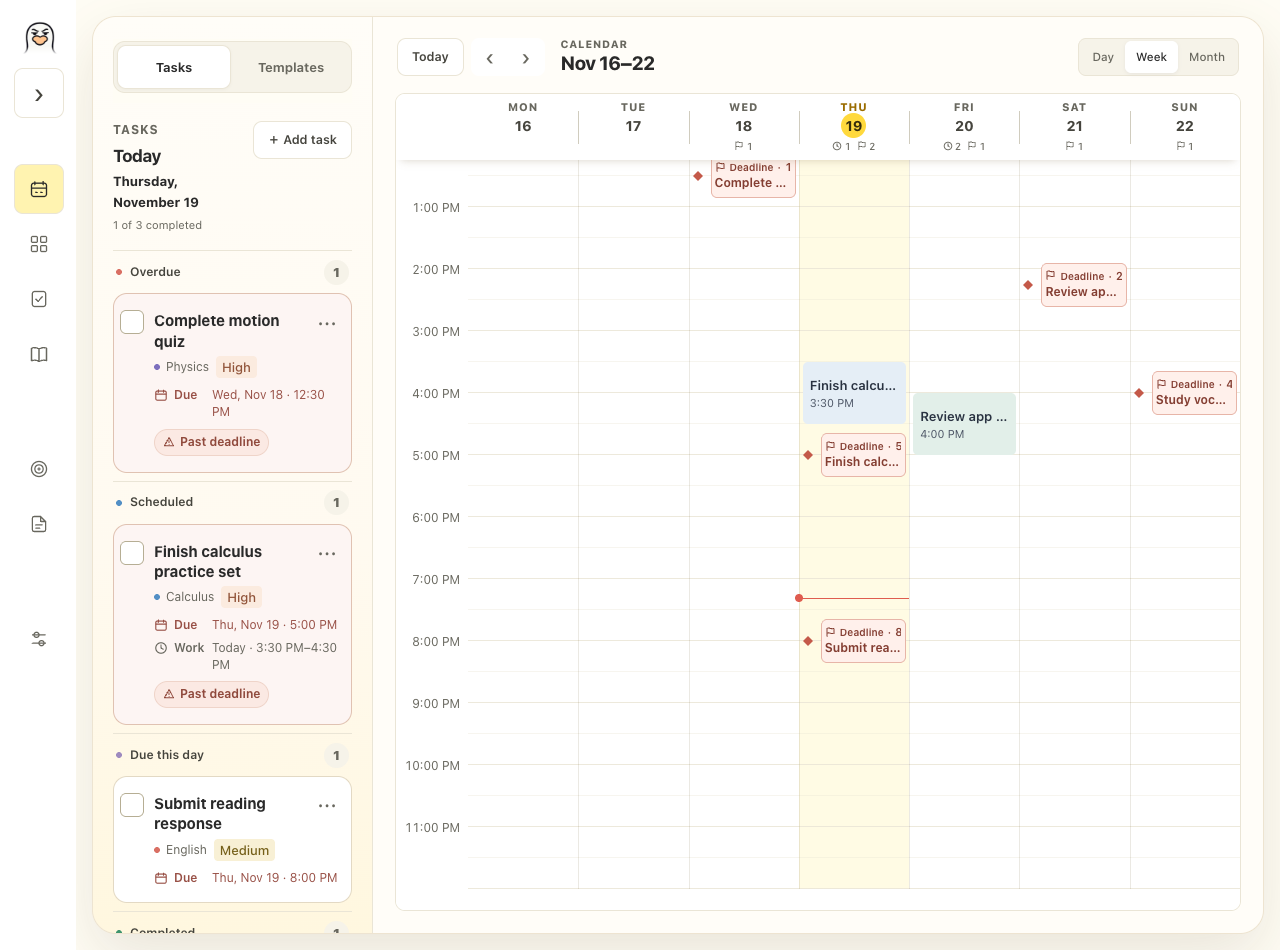 Tasks
Templates
TASKS
+ Add task
Today
Thursday,
November 19
1 of 3 completed
Overdue
1
Complete motion
quiz
Physics
High
Due
Wed, Nov 18 · 12:30
PM
Past deadline
Scheduled
1
Finish calculus
practice set
Calculus
High
Due
Thu, Nov 19 · 5:00 PM
Work
Today · 3:30 PM–4:30
PM
Past deadline
Due this day
1
Submit reading
response
English
Medium
Due
Thu, Nov 19 · 8:00 PM
Completed
1
Today
CALENDAR
Nov 16–22
Day
Week
Month
MON
16
TUE
17
WED
18
1
THU
19
1
2
FRI
20
2
1
SAT
21
1
SUN
22
1
Deadline · 1
Complete ...
1:00 PM
2:00 PM
Deadline · 2
Review ap...
3:00 PM
Finish calcu...
3:30 PM
4:00 PM
Review app ...
4:00 PM
Deadline · 4
Study voc...
Deadline · 5
Finish calc...
5:00 PM
6:00 PM
7:00 PM
8:00 PM
Deadline · 8
Submit rea...
9:00 PM
10:00 PM
11:00 PM